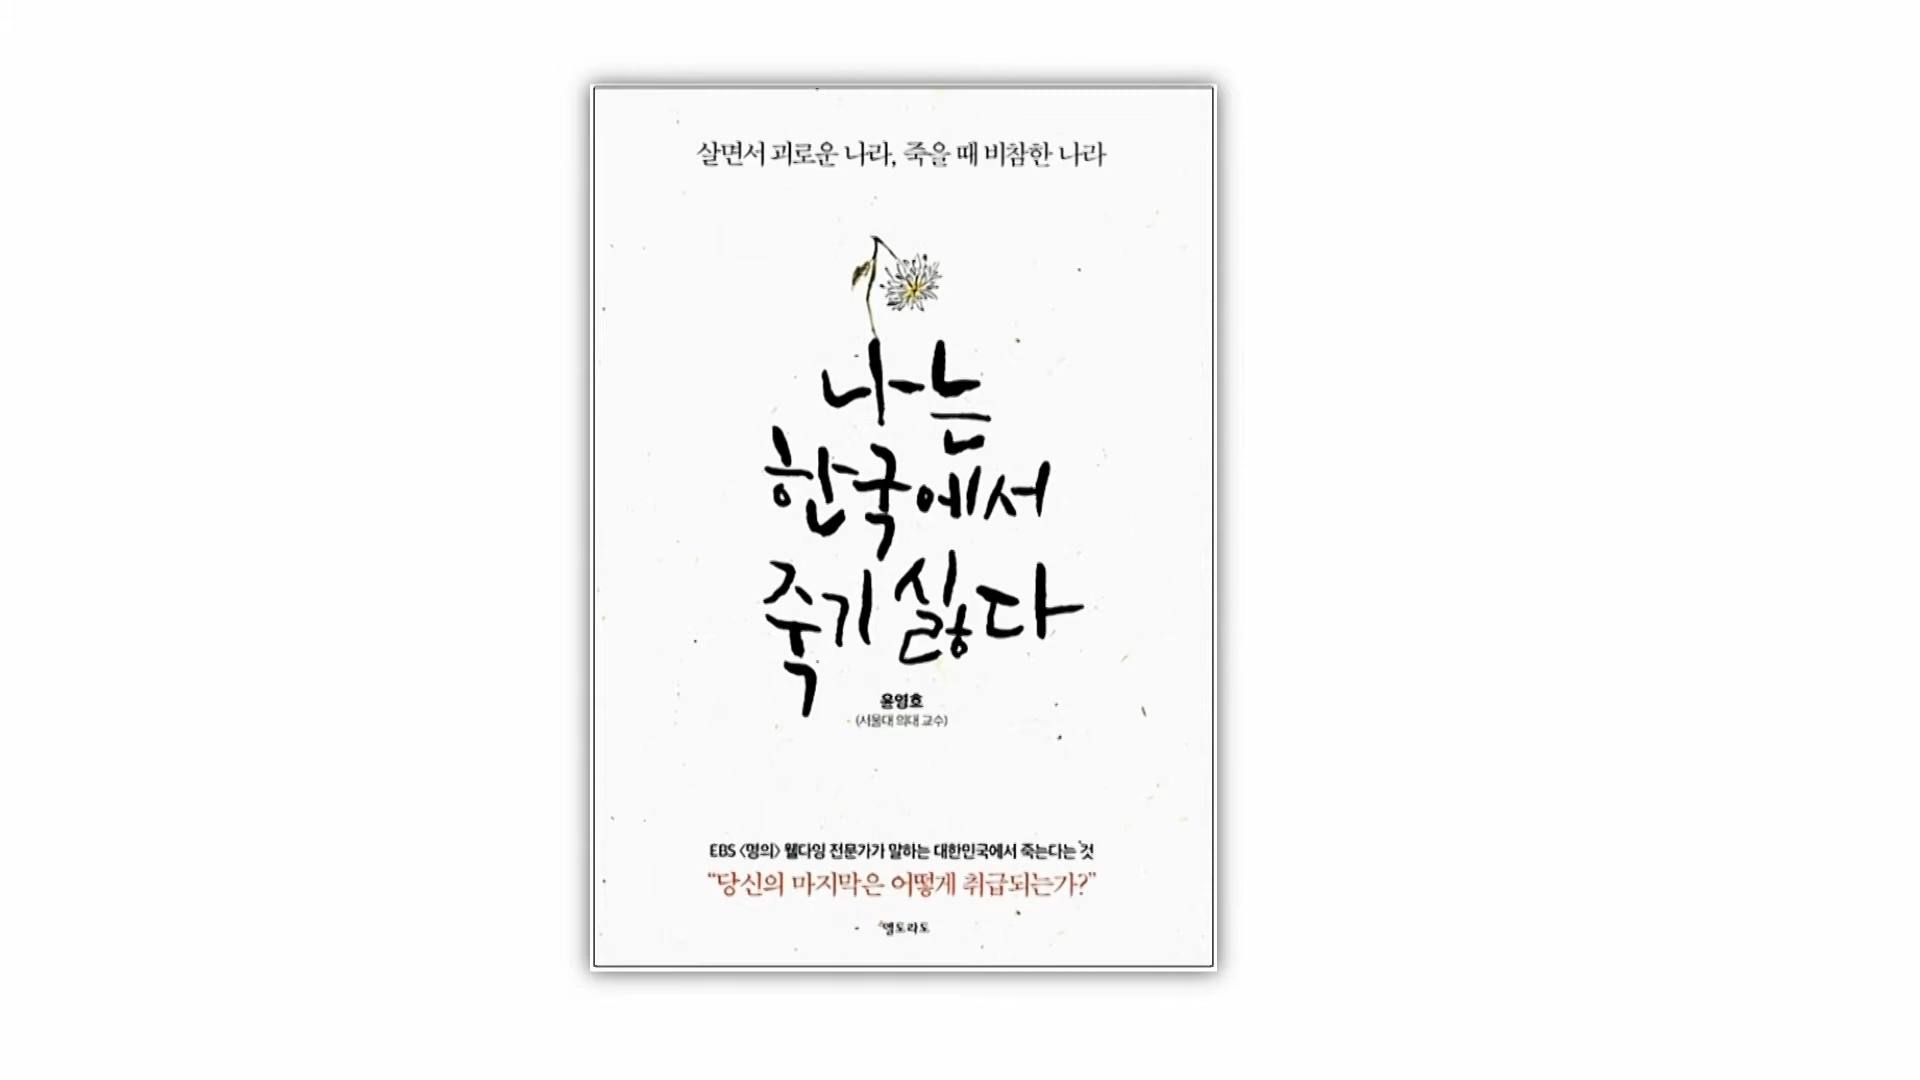 살면서 괴로운 나라, 죽을 때 비참한 나라
나는
한국에서
죽기 싫다
윤영호
(서울대 의대 교수)
EBS <명의> 웰다잉 전문가가 말하는 대한민국에서 죽는다는 것
“당신의 마지막은 어떻게 취급되는가?”
엘도라도